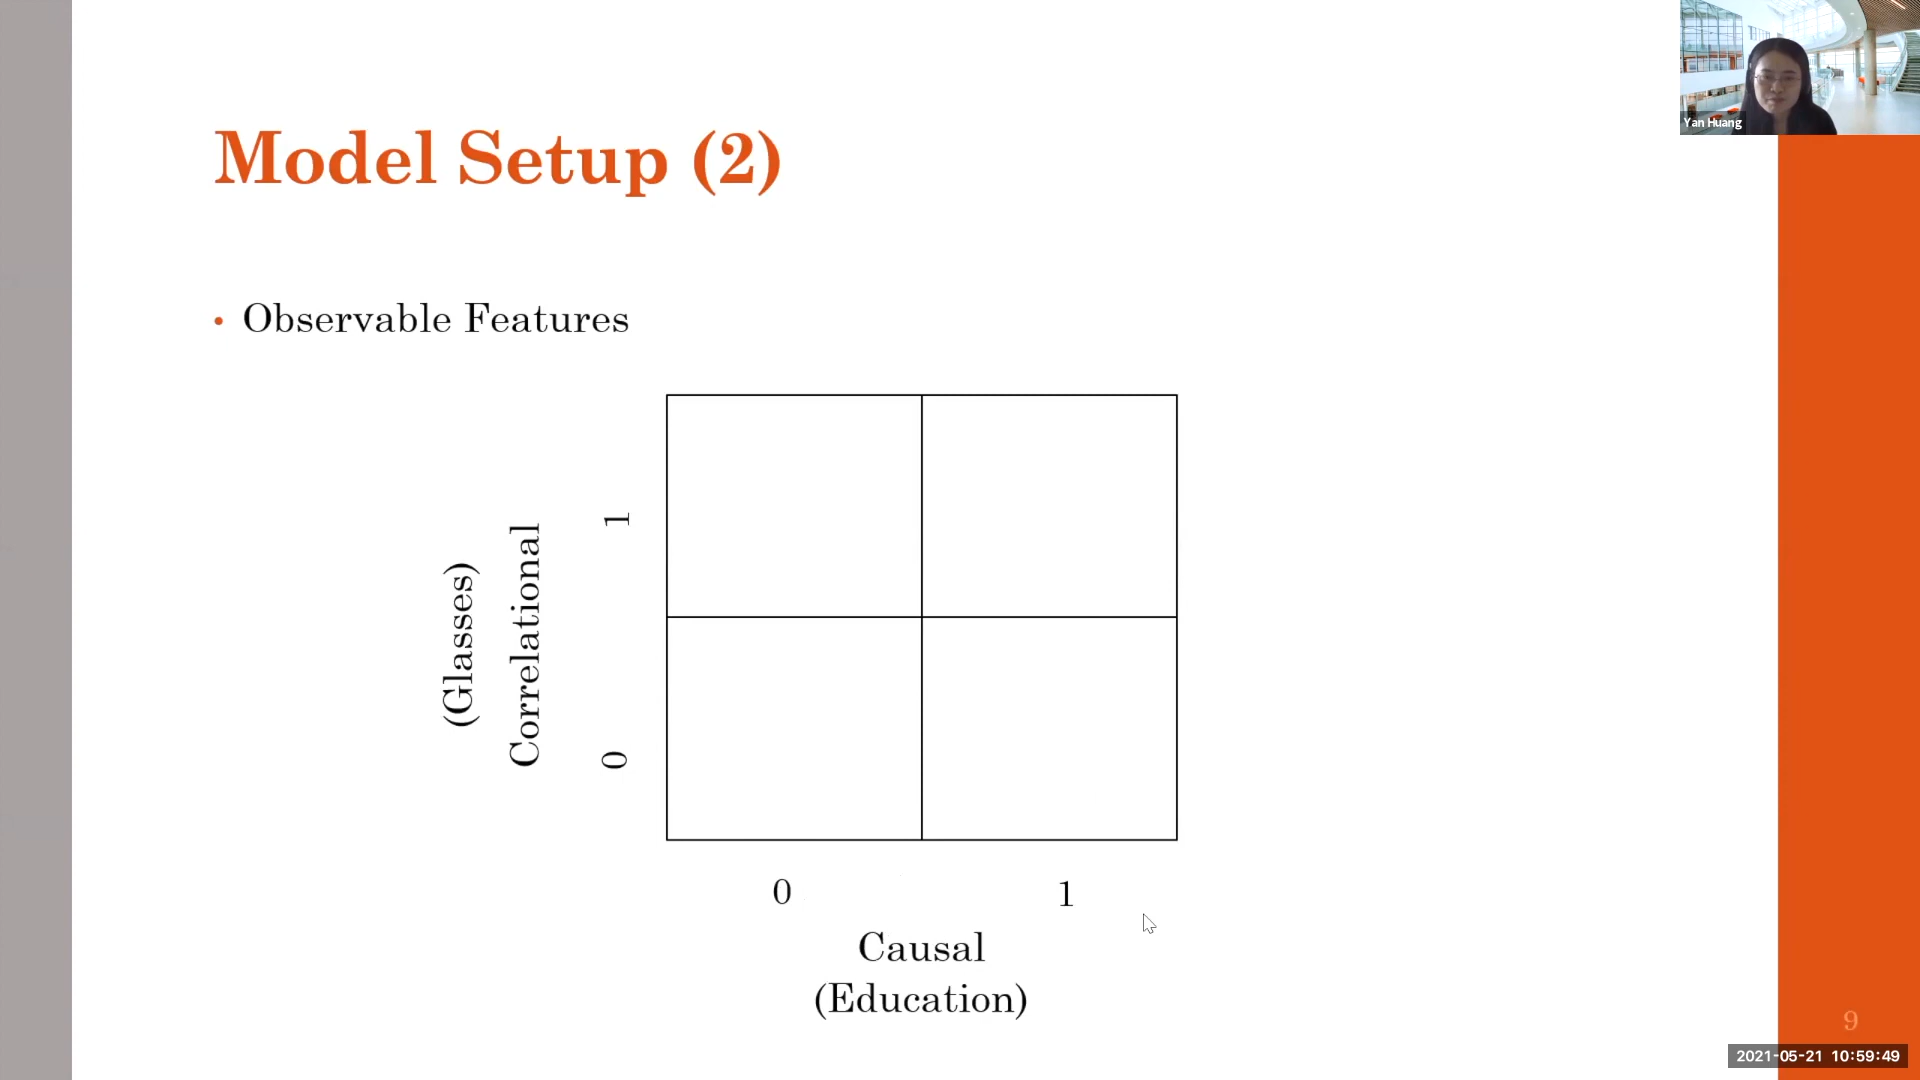 Yan Huang
Model Setup (2)
• Observable Features
(Glasses)
Correlational
1
0
0
1
Causal
(Education)
9
2021-05-21 10:59:49